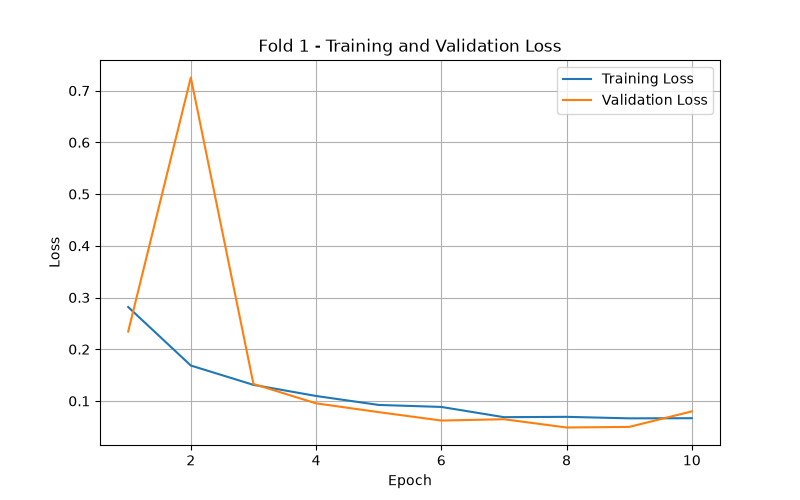 Fold 1 - Training and Validation Loss
Training Loss
Validation Loss
0.7
0.6
0.5
0.4
0.3
0.2
0.1
Loss
2
4
6
8
10
Epoch